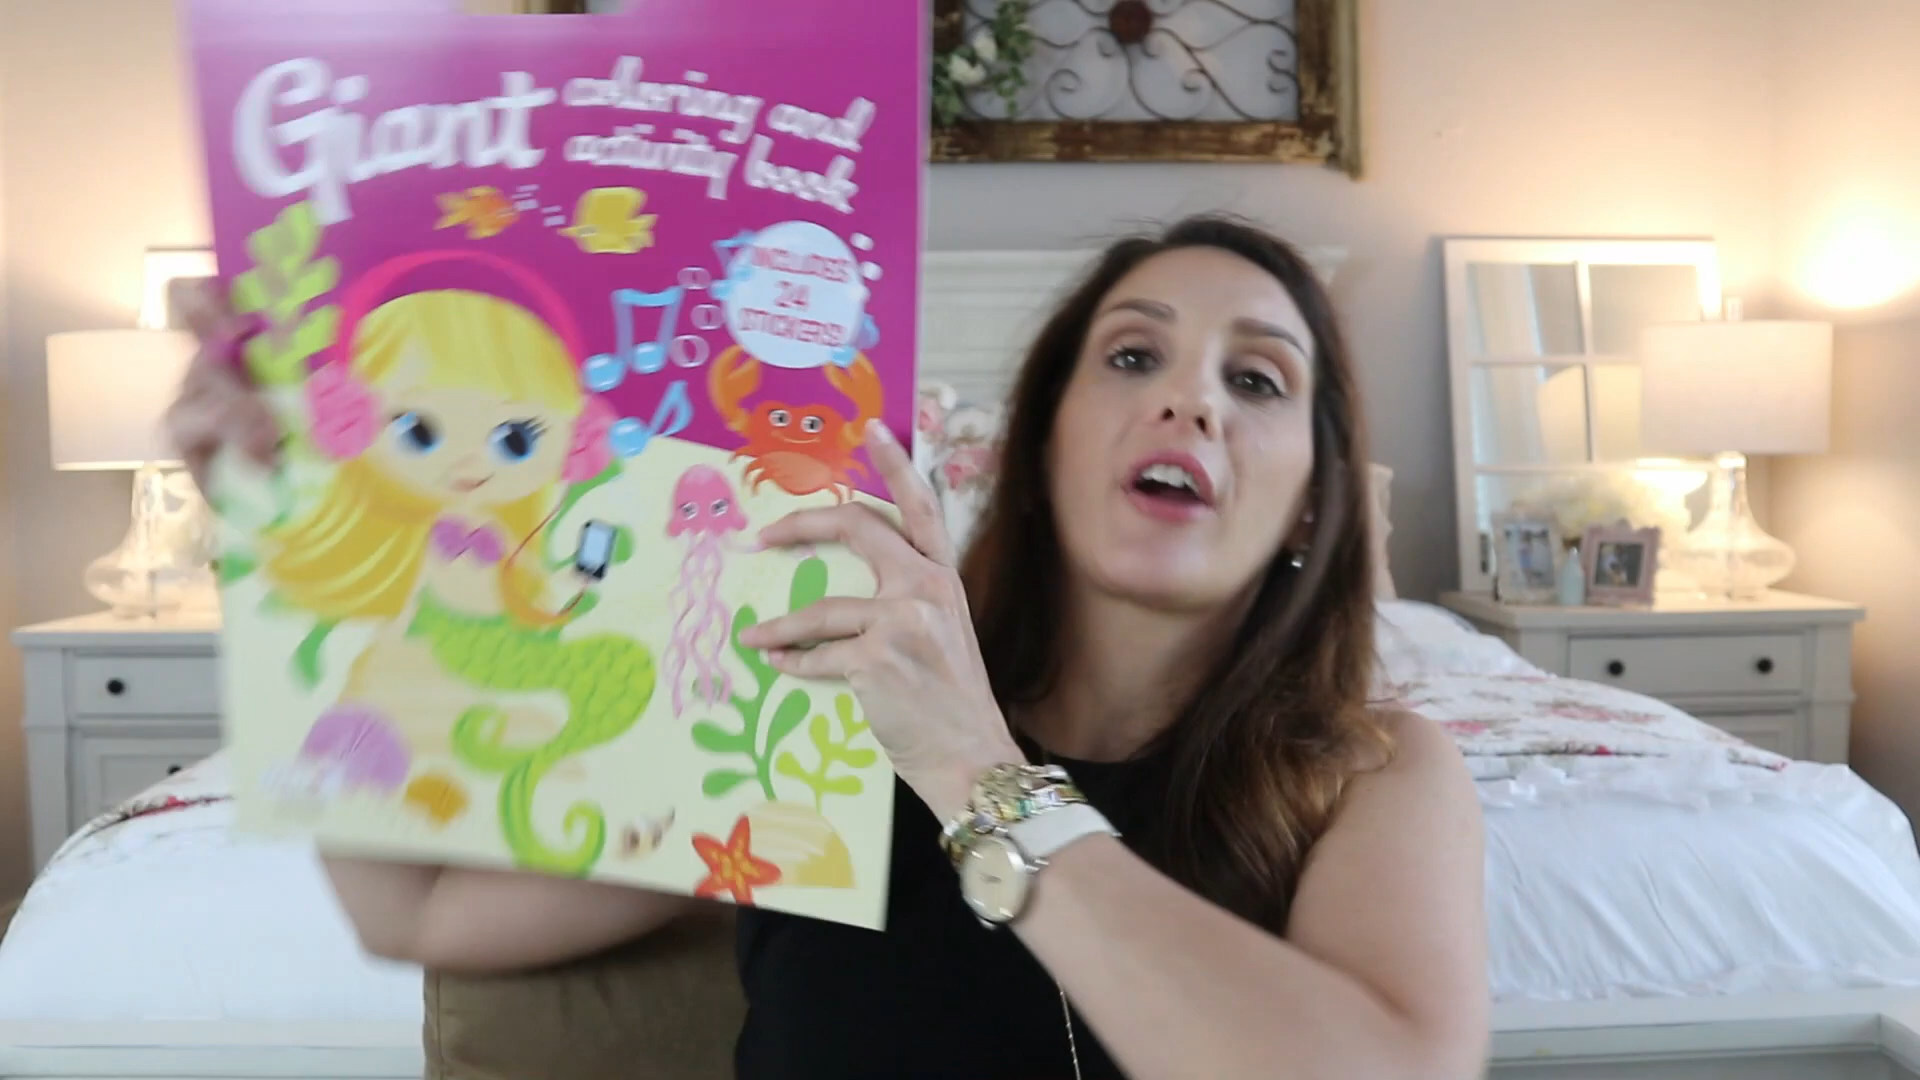 Giant coloring and
activity book
INCLUDES
24
STICKERS!